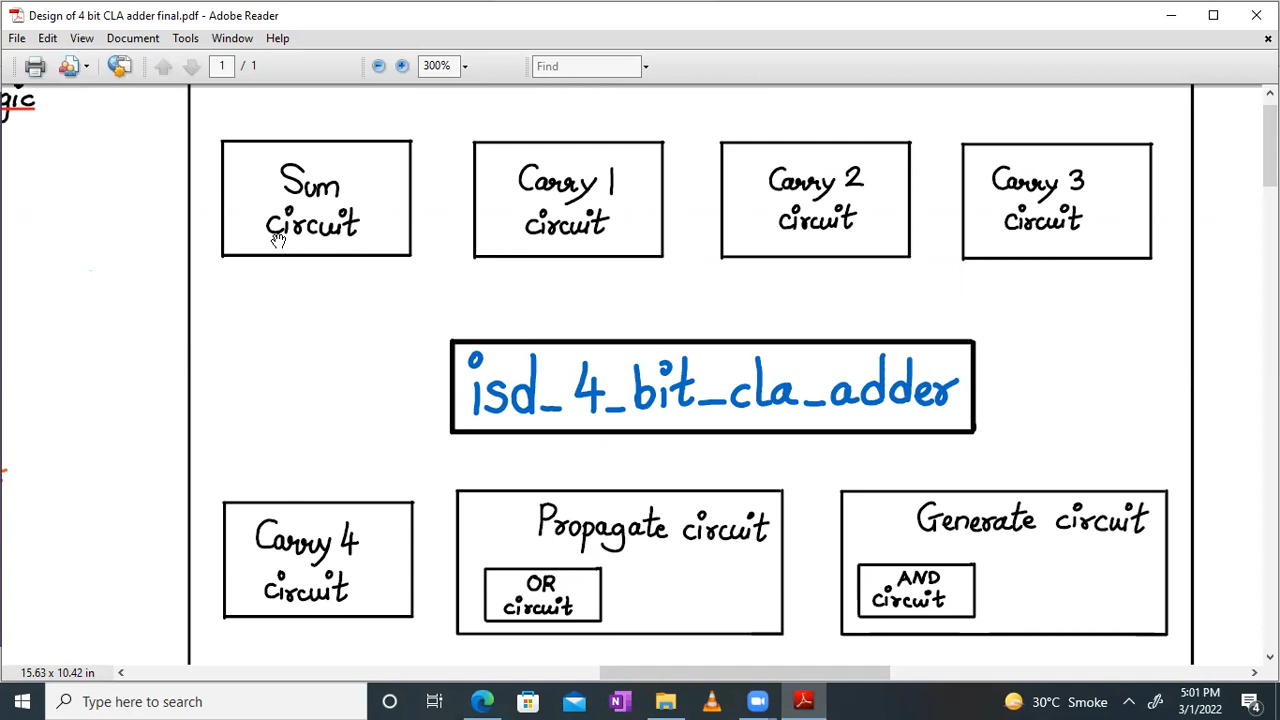 Design of 4 bit CLA adder final.pdf - Adobe Reader
File Edit View Document Tools Window Help
1 / 1 300% Find
gic
Sum
circuit
Carry 1
circuit
Carry 2
circuit
Carry 3
circuit
isd_4_bit_cla_adder
Carry 4
circuit
Propagate circuit
OR
circuit
Generate circuit
AND
circuit
15.63 x 10.42 in
Type here to search
30°C Smoke
5:01 PM
3/1/2022
4